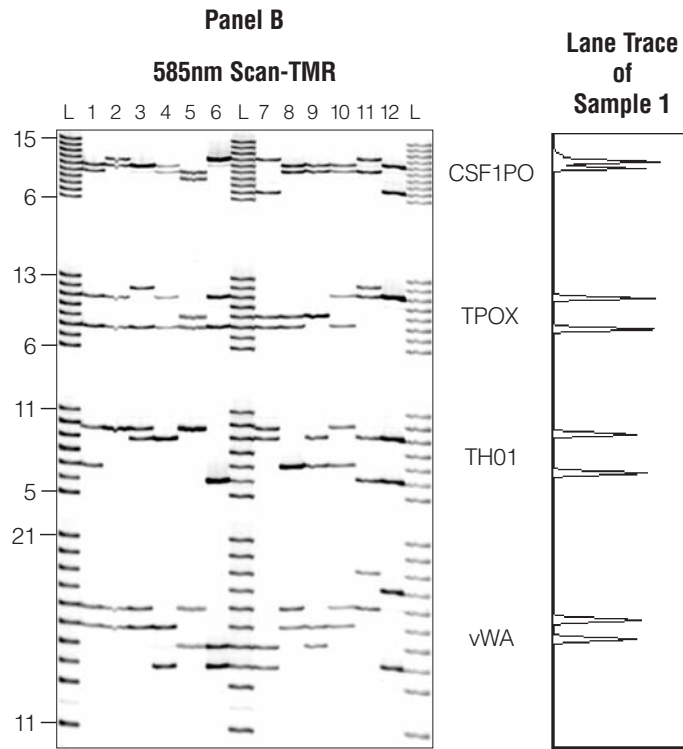 Panel B
585nm Scan-TMR
Lane Trace
of
Sample 1
L 1 2 3 4 5 6 L 7 8 9 10 11 12 L
15
CSF1PO
6
13
TPOX
6
11
TH01
5
21
vWA
11